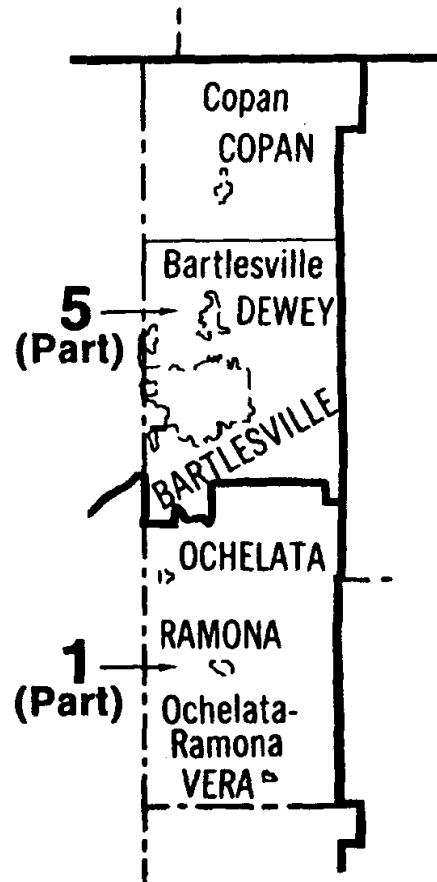 Copan
COPAN
Bartlesville
5
(Part)
DEWEY
BARTLESVILLE
OCHELATA
RAMONA
1
(Part)
Ochelata-
Ramona
VERA